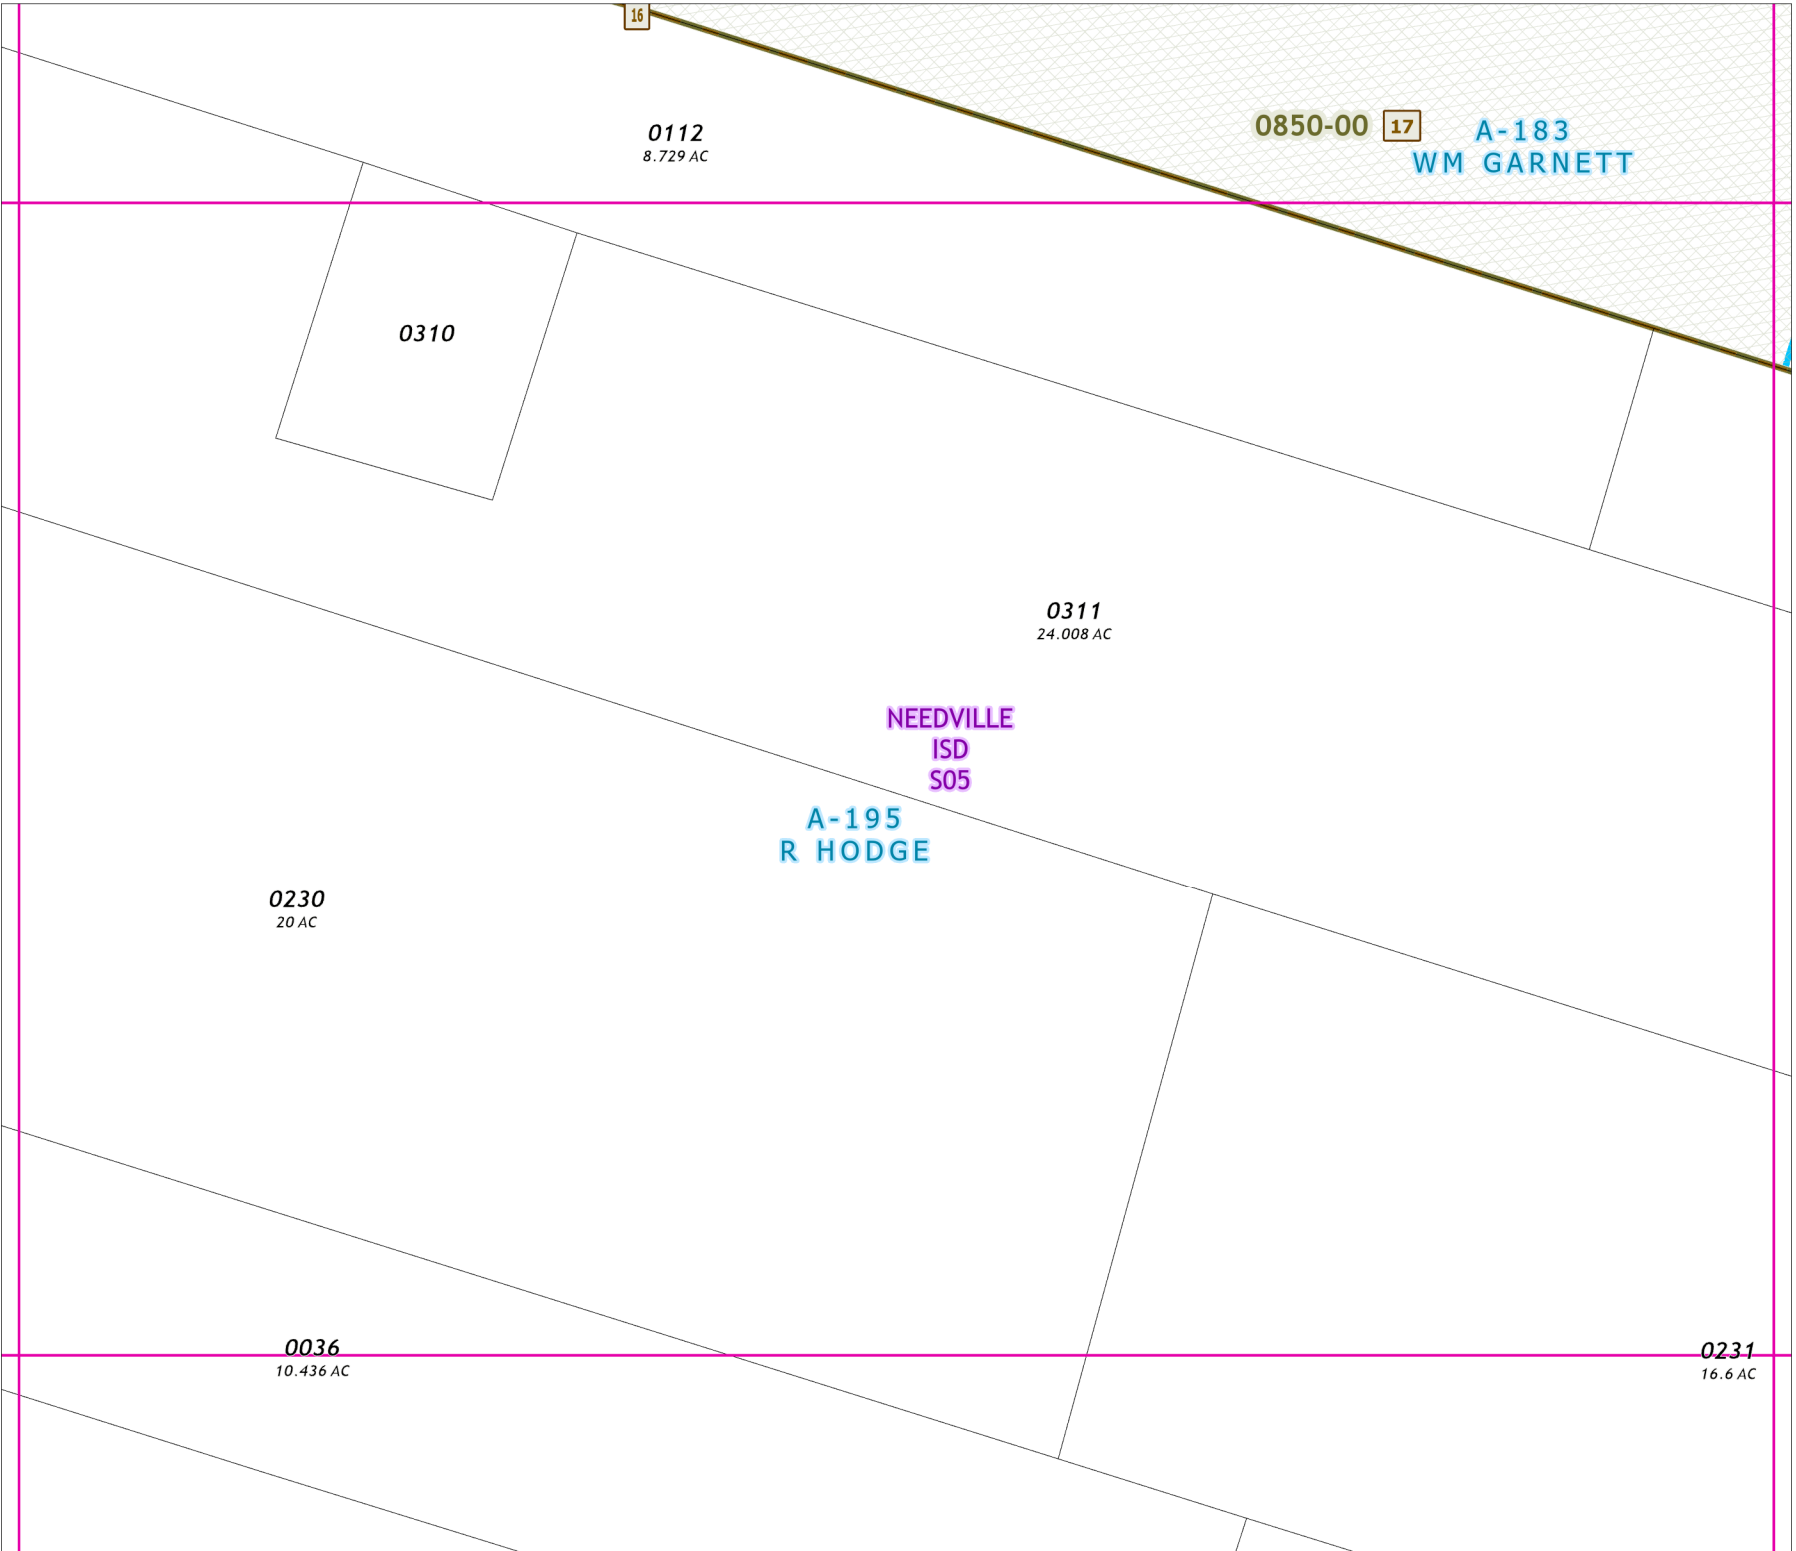 16
0112
8.729 AC
0850-00
17
A-183
WM GARNETT
0310
0311
24.008 AC
NEEDVILLE
ISD
S05
A-195
R HODGE
0230
20 AC
0036
10.436 AC
0231
16.6 AC